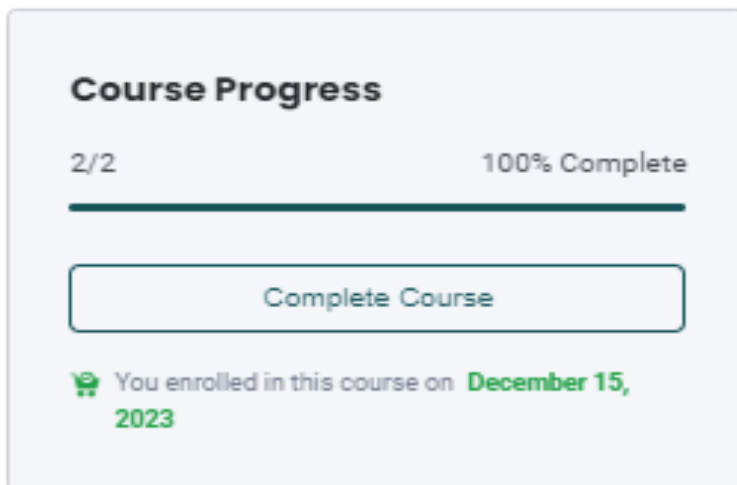 Course Progress
2/2 100% Complete
Complete Course
You enrolled in this course on December 15,
2023